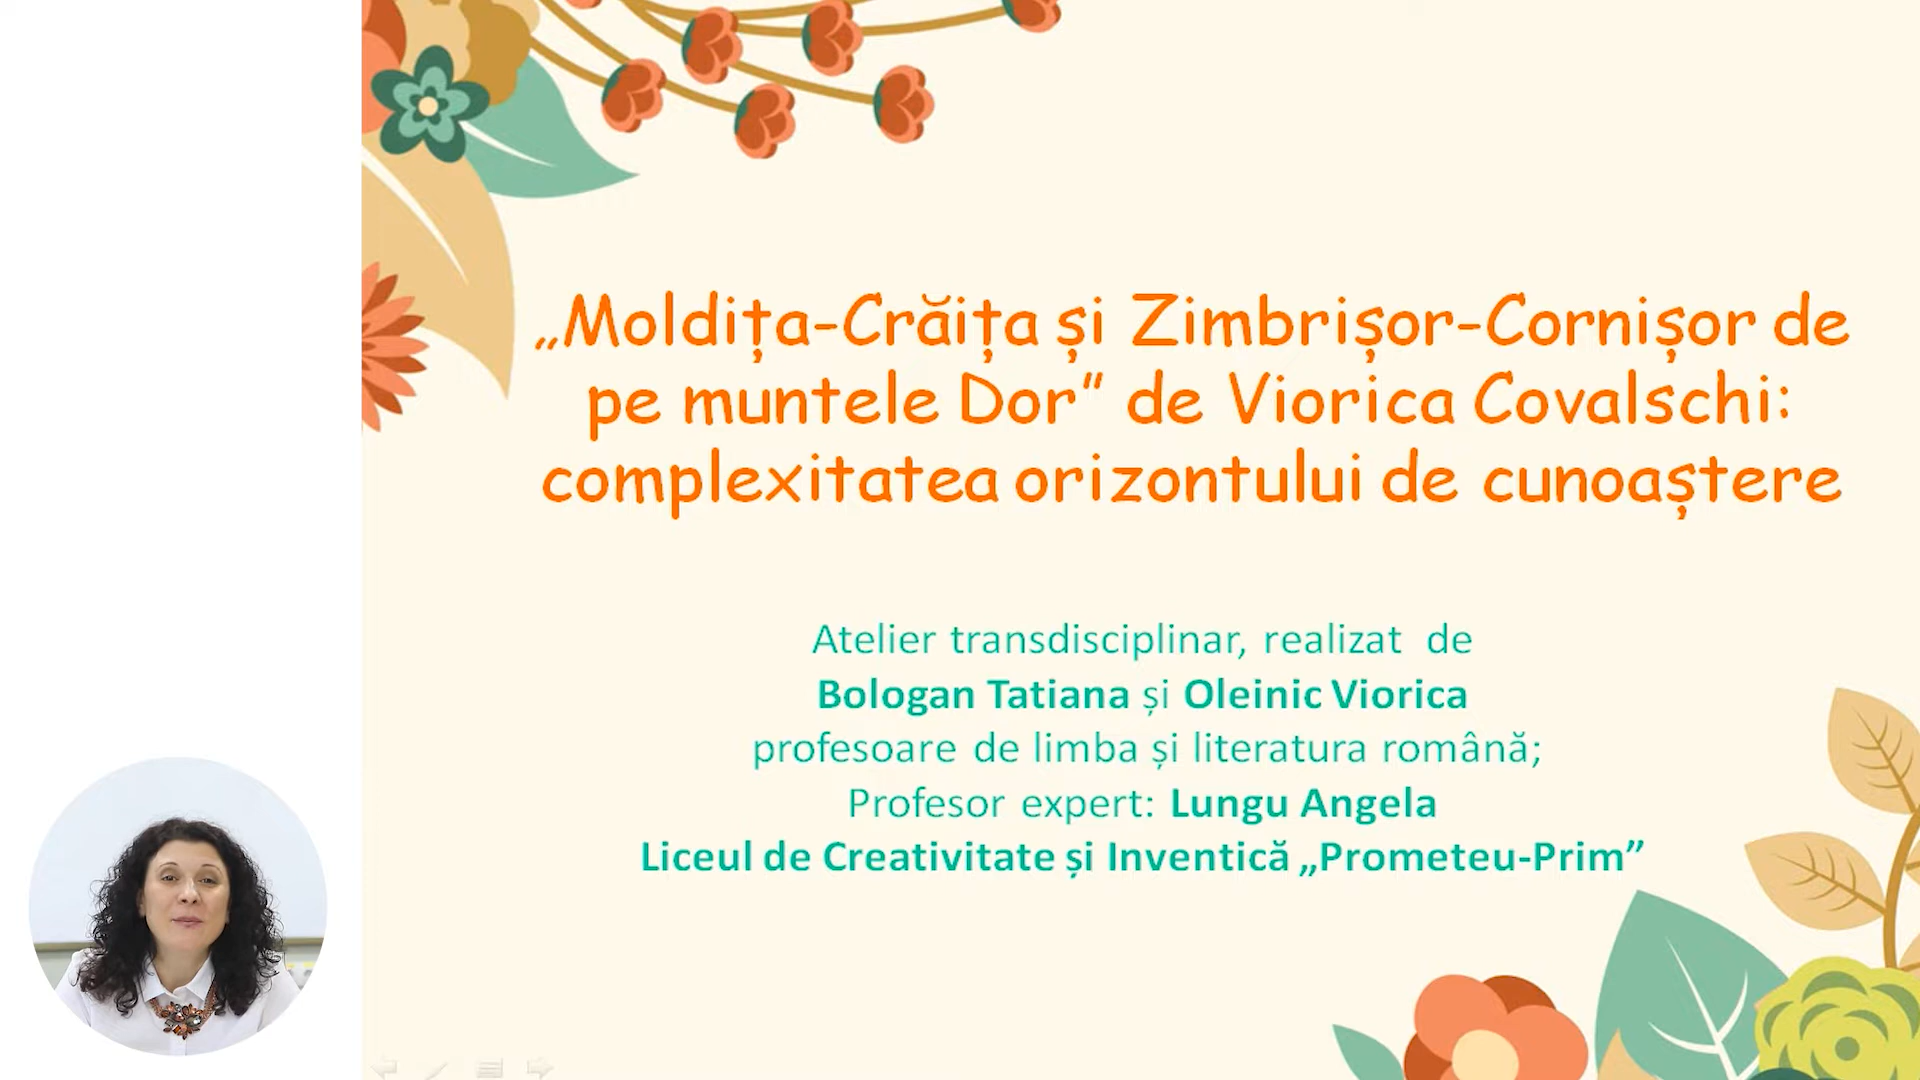 „Moldița-Crăița și Zimbrișor-Cornișor de
pe muntele Dor” de Viorica Covalschi:
complexitatea orizontului de cunoaștere
Atelier transdisciplinar, realizat de
Bologan Tatiana și Oleinic Viorica
profesoare de limba și literatura română;
Profesor expert: Lungu Angela
Liceul de Creativitate și Inventică „Prometeu-Prim”